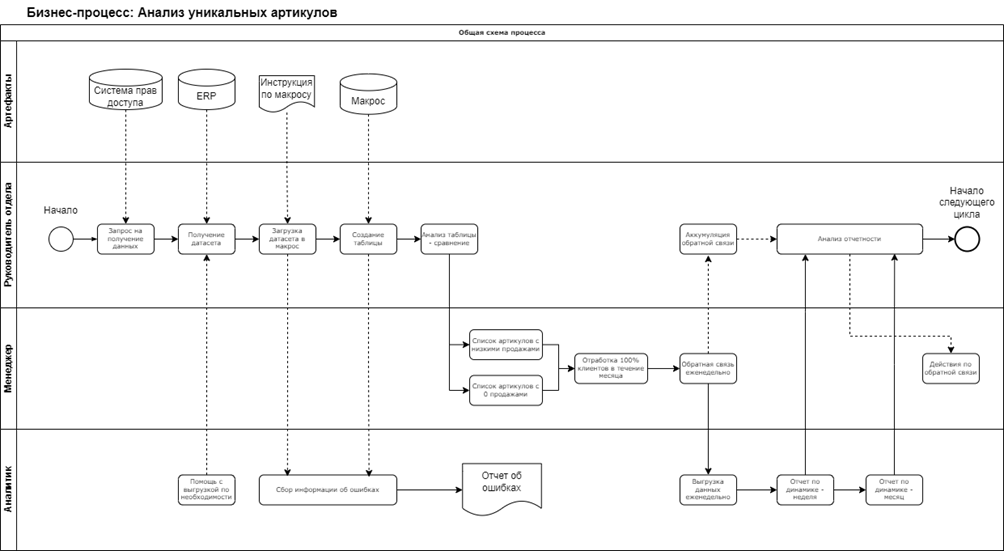 Бизнес-процесс: Анализ уникальных артикулов
Общая схема процесса
Артефакты
Система прав
доступа
ERP
Инструкция
по макросу
Макрос
Руководитель отдела
Начало
Запрос на
получение
данных
Получение
датасета
Загрузка
датасета в
макрос
Создание
таблицы
Анализ таблицы
- сравнение
Аккумуляция
обратной связи
Анализ отчетности
Начало
следующего
цикла
Менеджер
Список артикулов с
низкими продажами
Список артикулов с
0 продажами
Отработка 100%
клиентов в течение
месяца
Обратная связь
еженедельно
Действия по
обратной связи
Аналитик
Помощь с
выгрузкой по
необходимости
Сбор информации об ошибках
Отчет об
ошибках
Выгрузка
данных
еженедельно
Отчет по
динамике -
неделя
Отчет по
динамике -
месяц